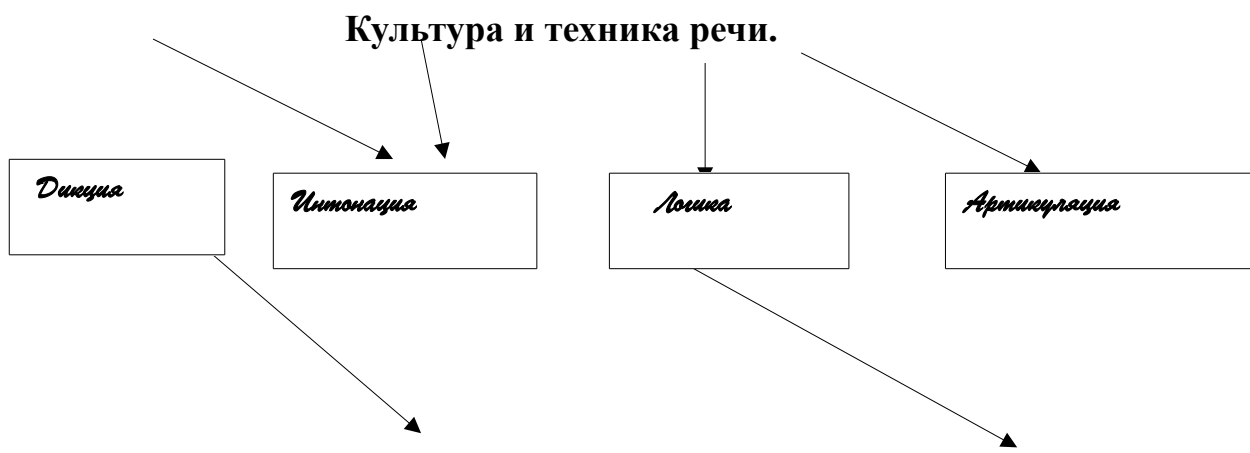 Культура и техника речи.
Дикция
Интонация
Логика
Артикуляция